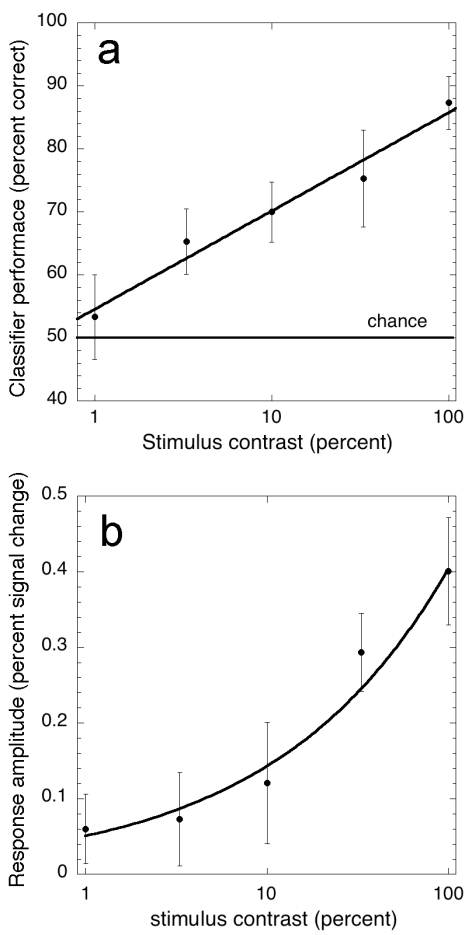 a
100
90
80
70
60
50
40
Classifier performace (percent correct)
chance
1
10
100
Stimulus contrast (percent)
b
0.5
0.4
0.3
0.2
0.1
0
Response amplitude (percent signal change)
1
10
100
stimulus contrast (percent)